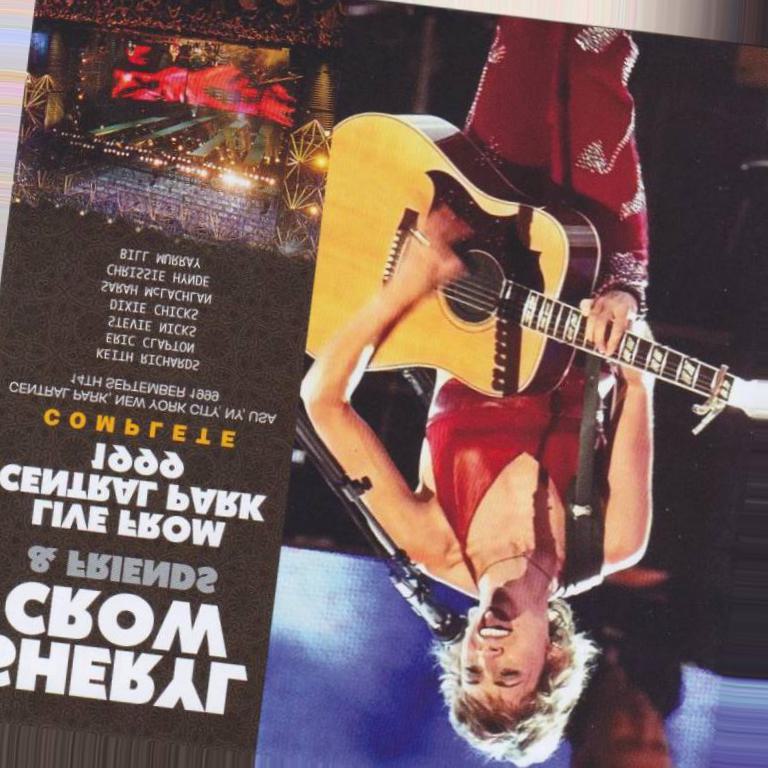 SHERYL
CROW
& FRIENDS
LIVE FROM
CENTRAL PARK
1999
COMPLETE
CENTRAL PARK, NEW YORK CITY, NY, USA
14TH SEPTEMBER 1999
KEITH RICHARDS
ERIC CLAPTON
STEVIE NICKS
DIXIE CHICKS
SARAH McLACHLAN
CHRISSIE HYNDE
BILL MURRAY